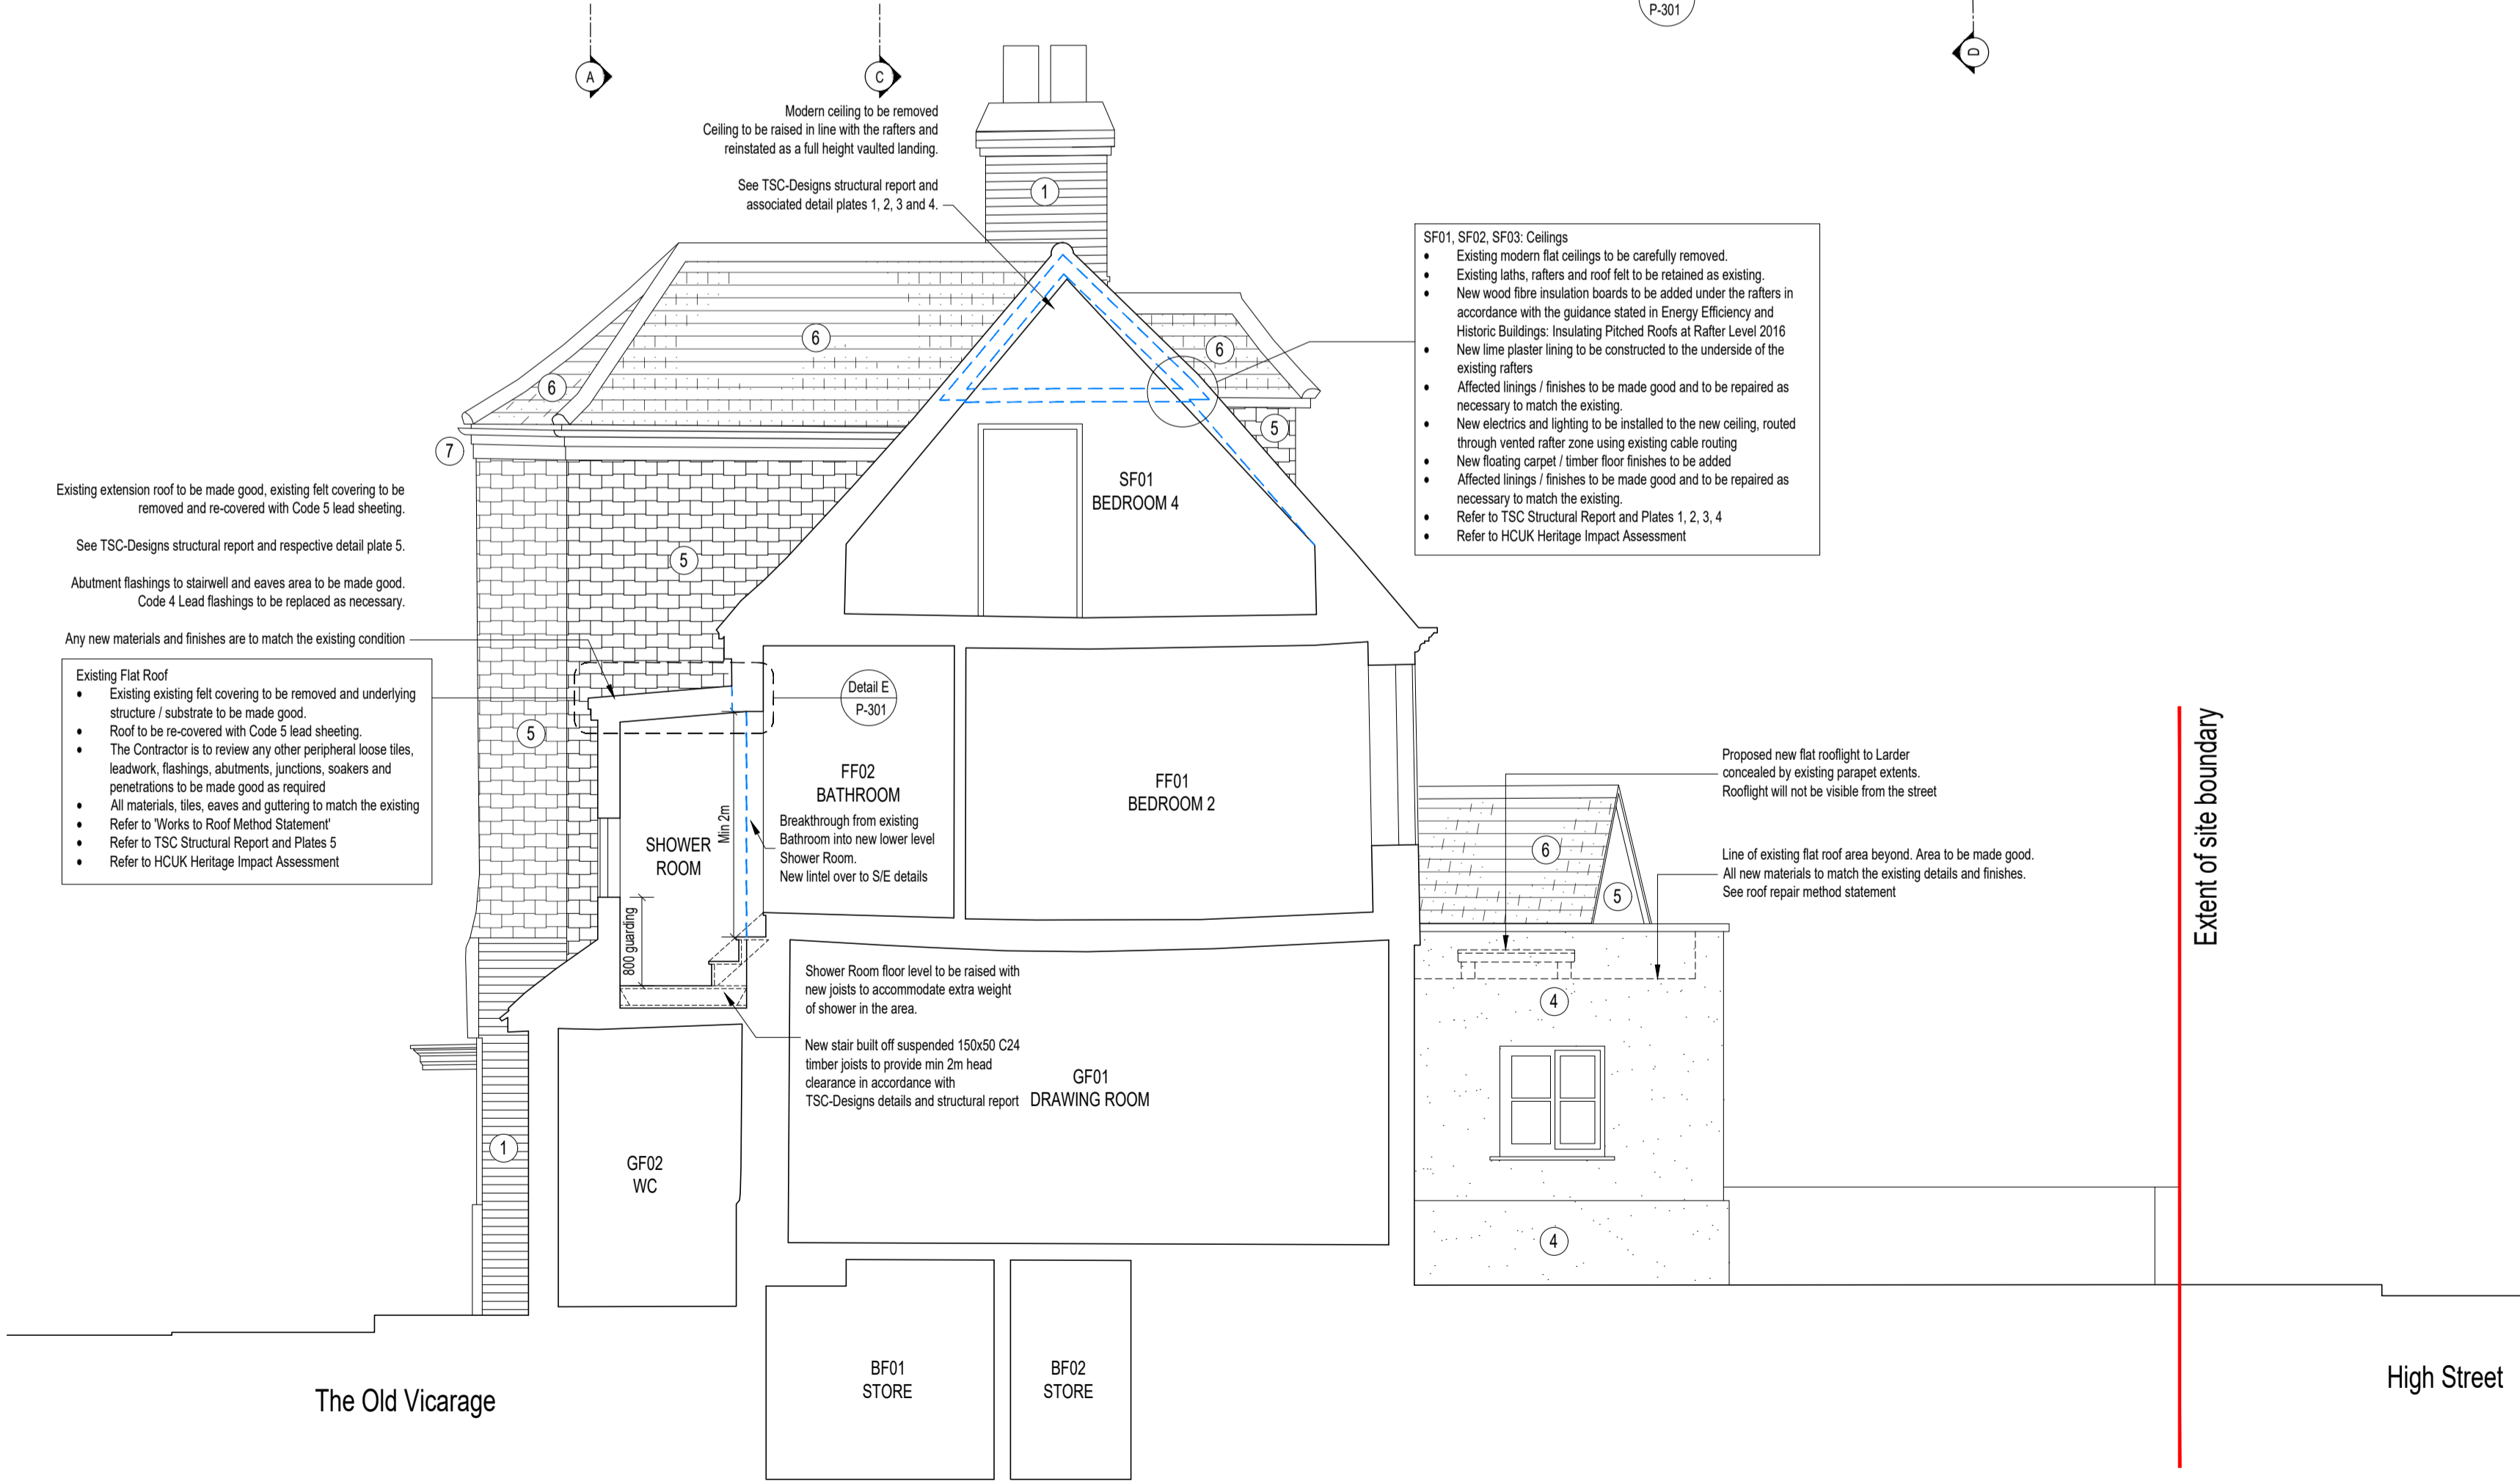 P-301
A
C
D
Modern ceiling to be removed
Ceiling to be raised in line with the rafters and
reinstated as a full height vaulted landing.
See TSC-Designs structural report and
associated detail plates 1, 2, 3 and 4.
1
SF01, SF02, SF03: Ceilings
• Existing modern flat ceilings to be carefully removed.
• Existing laths, rafters and roof felt to be retained as existing.
• New wood fibre insulation boards to be added under the rafters in
accordance with the guidance stated in Energy Efficiency and
Historic Buildings: Insulating Pitched Roofs at Rafter Level 2016
• New lime plaster lining to be constructed to the underside of the
existing rafters
• Affected linings / finishes to be made good and to be repaired as
necessary to match the existing.
• New electrics and lighting to be installed to the new ceiling, routed
through vented rafter zone using existing cable routing
• New floating carpet / timber floor finishes to be added
• Affected linings / finishes to be made good and to be repaired as
necessary to match the existing.
• Refer to TSC Structural Report and Plates 1, 2, 3, 4
• Refer to HCUK Heritage Impact Assessment
6
6
6
5
7
SF01
BEDROOM 4
Existing extension roof to be made good, existing felt covering to be
removed and re-covered with Code 5 lead sheeting.
See TSC-Designs structural report and respective detail plate 5.
Abutment flashings to stairwell and eaves area to be made good.
Code 4 Lead flashings to be replaced as necessary.
Any new materials and finishes are to match the existing condition
5
Existing Flat Roof
• Existing existing felt covering to be removed and underlying
structure / substrate to be made good.
• Roof to be re-covered with Code 5 lead sheeting.
• The Contractor is to review any other peripheral loose tiles,
leadwork, flashings, abutments, junctions, soakers and
penetrations to be made good as required
• All materials, tiles, eaves and guttering to match the existing
• Refer to 'Works to Roof Method Statement'
• Refer to TSC Structural Report and Plates 5
• Refer to HCUK Heritage Impact Assessment
5
Detail E
P-301
FF02
BATHROOM
Breakthrough from existing
Bathroom into new lower level
Shower Room.
New lintel over to S/E details
Min 2m
SHOWER
ROOM
800 guarding
FF01
BEDROOM 2
Proposed new flat rooflight to Larder
concealed by existing parapet extents.
Rooflight will not be visible from the street
Line of existing flat roof area beyond. Area to be made good.
All new materials to match the existing details and finishes.
See roof repair method statement
Extent of site boundary
6
5
4
Shower Room floor level to be raised with
new joists to accommodate extra weight
of shower in the area.
New stair built off suspended 150x50 C24
timber joists to provide min 2m head
clearance in accordance with
TSC-Designs details and structural report
GF01
DRAWING ROOM
1
GF02
WC
4
BF01
STORE
BF02
STORE
The Old Vicarage
High Street